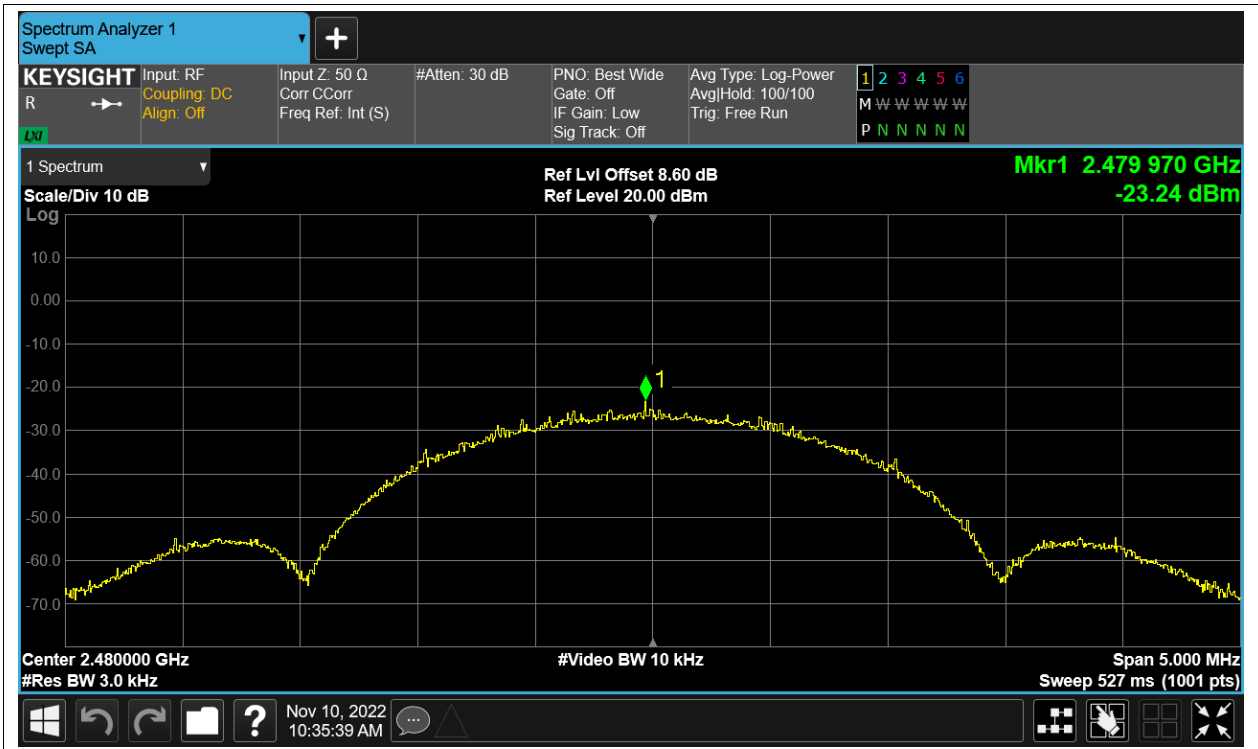 Spectrum Analyzer 1
Swept SA
KEYSIGHT
R
LXI
Input: RF
Coupling: DC
Align: Off
Input Z: 50 Ω
Corr CCorr
Freq Ref: Int (S)
#Atten: 30 dB
PNO: Best Wide
Gate: Off
IF Gain: Low
Sig Track: Off
Avg Type: Log-Power
Avg|Hold: 100/100
Trig: Free Run
1 2 3 4 5 6
M W W W W W
P N N N N N
1 Spectrum
Scale/Div 10 dB
Log
Ref Lvl Offset 8.60 dB
Ref Level 20.00 dBm
Mkr1 2.479 970 GHz
-23.24 dBm
10.0
0.00
-10.0
-20.0
-30.0
-40.0
-50.0
-60.0
-70.0
1
Center 2.480000 GHz
#Res BW 3.0 kHz
#Video BW 10 kHz
Span 5.000 MHz
Sweep 527 ms (1001 pts)
?
Nov 10, 2022
10:35:39 AM